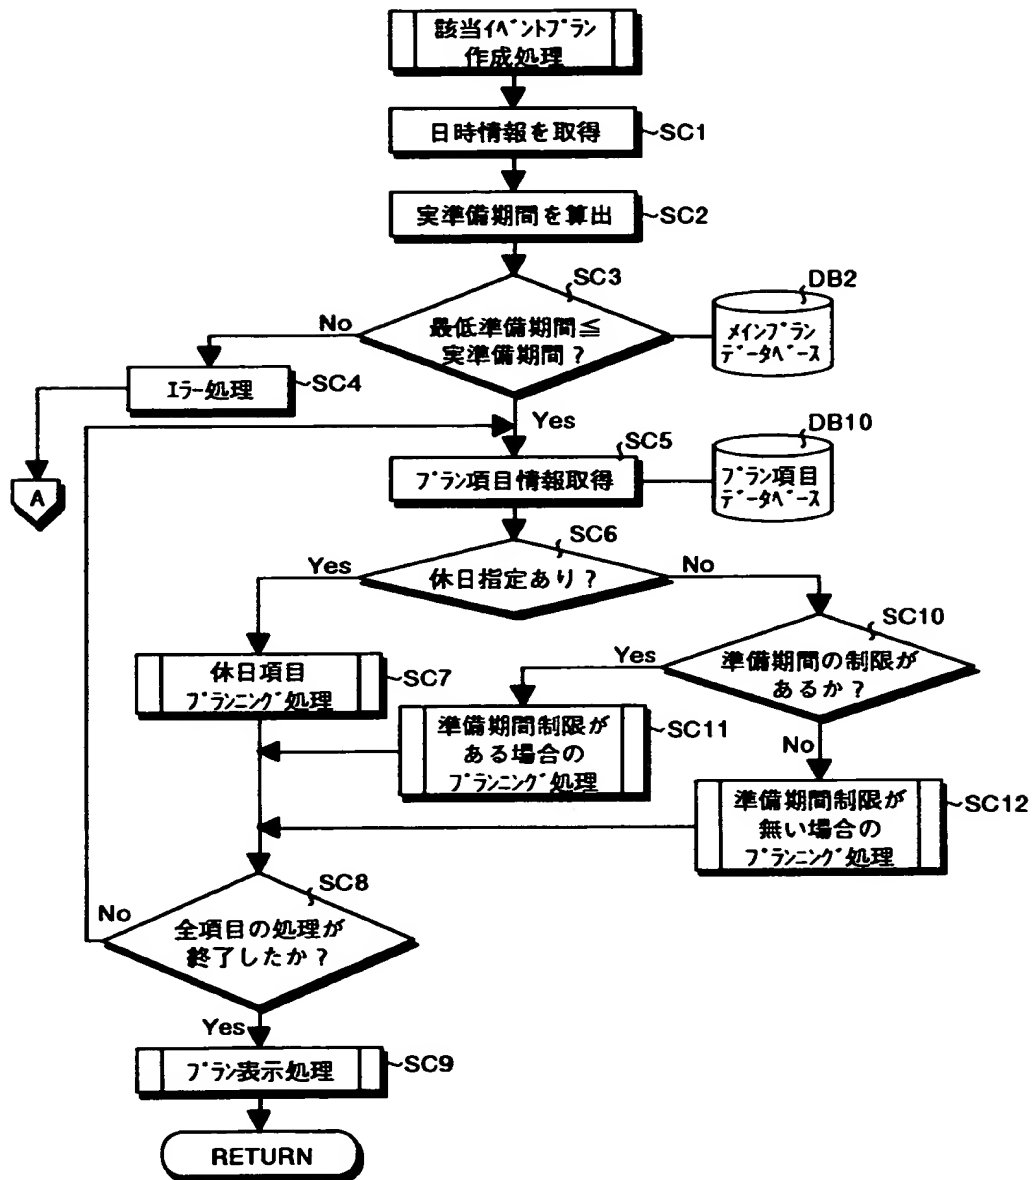 該当イベントプラン
作成処理
日時情報を取得
SC1
実準備期間を算出
SC2
SC3
最低準備期間≦
実準備期間?
No
Yes
DB2
メインプラン
データベース
エラー処理
SC4
A
SC5
プラン項目情報取得
DB10
プラン項目
データベース
SC6
休日指定あり?
Yes
No
休日項目
プランニング処理
SC7
SC10
準備期間の制限が
あるか?
Yes
No
準備期間制限が
ある場合の
プランニング処理
SC11
準備期間制限が
無い場合の
プランニング処理
SC12
SC8
全項目の処理が
終了したか?
No
Yes
プラン表示処理
SC9
RETURN